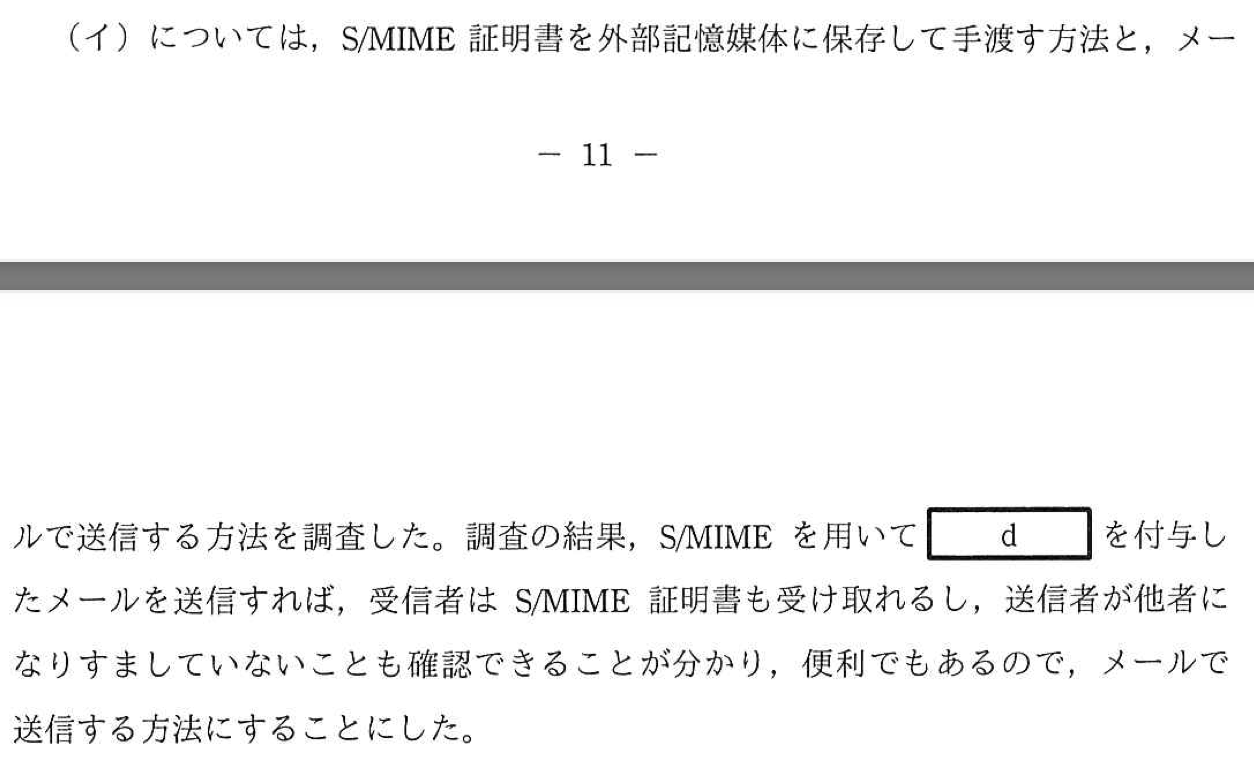 （イ）については，S/MIME 証明書を外部記憶媒体に保存して手渡す方法と，メー
－ 11 －
ルで送信する方法を調査した。調査の結果，S/MIME を用いて d を付与し
たメールを送信すれば，受信者は S/MIME 証明書も受け取れるし，送信者が他者に
なりすましていないことも確認できることが分かり，便利でもあるので，メールで
送信する方法にすることにした。